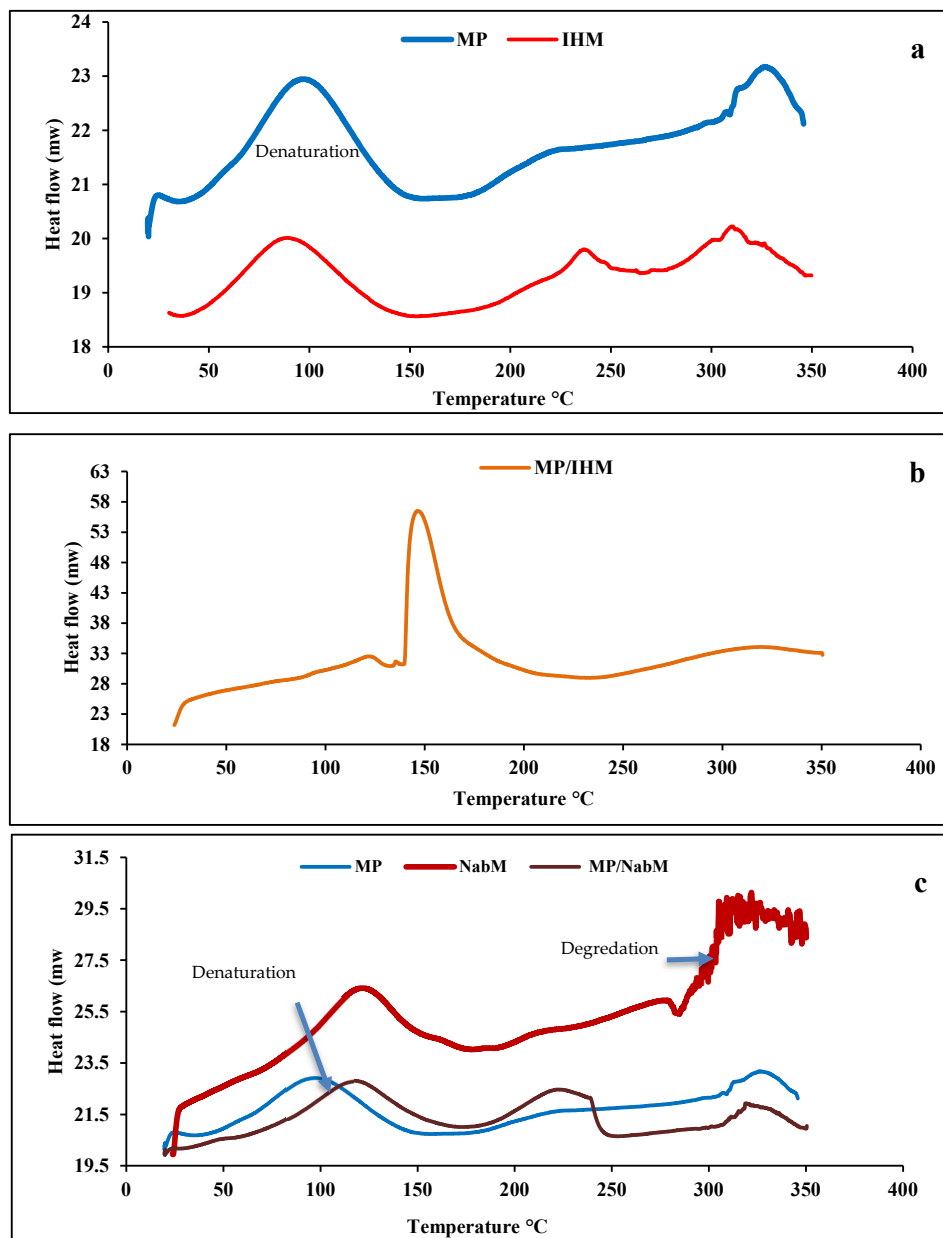 MP IHM a
24
23
22
21
20
19
18
Heat flow (mw)
Denaturation
0 50 100 150 200 250 300 350 400
Temperature °C
MP/IHM b
63
58
53
48
43
38
33
28
23
18
Heat flow (mw)
0 50 100 150 200 250 300 350 400
Temperature °C
MP NabM MP/NabM c
31.5
29.5
27.5
25.5
23.5
21.5
19.5
Heat flow (mw
Denaturation
Degredation
0 50 100 150 200 250 300 350 400
Temperature °C